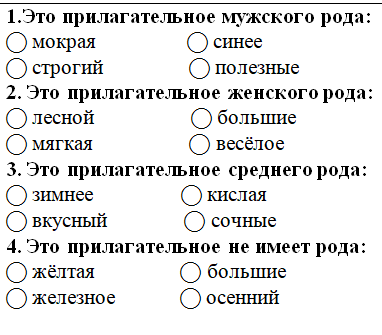 1.Это прилагательное мужского рода:
мокрая синее
строгий полезные
2. Это прилагательное женского рода:
лесной большие
мягкая весёлое
3. Это прилагательное среднего рода:
зимнее кислая
вкусный сочные
4. Это прилагательное не имеет рода:
жёлтая большие
железное осенний